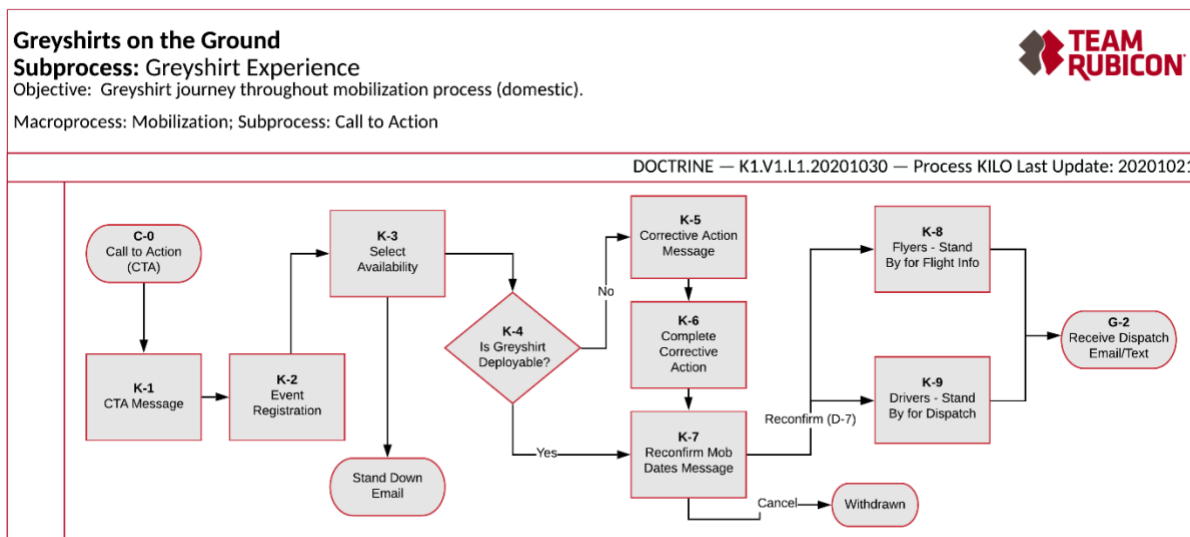 Greyshirts on the Ground
Subprocess: Greyshirt Experience
Objective: Greyshirt journey throughout mobilization process (domestic).
Macroprocess: Mobilization; Subprocess: Call to Action
TEAM
RUBICON
DOCTRINE — K1.V1.L1.20201030 — Process KILO Last Update: 20201021
C-0
Call to Action
(CTA)
K-1
CTA Message
K-2
Event
Registration
K-3
Select
Availability
Stand Down
Email
K-4
Is Greyshirt
Deployable?
No
Yes
K-5
Corrective Action
Message
K-6
Complete
Corrective
Action
K-7
Reconfirm Mob
Dates Message
Reconfirm (D-7)
Cancel
Withdrawn
K-8
Flyers - Stand
By for Flight Info
K-9
Drivers - Stand
By for Dispatch
G-2
Receive Dispatch
Email/Text